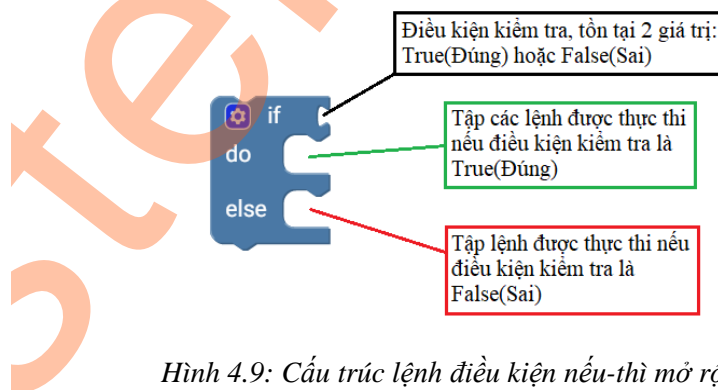 Điều kiện kiểm tra, tồn tại 2 giá trị:
True(Đúng) hoặc False(Sai)
if
do
else
Tập các lệnh được thực thi
nếu điều kiện kiểm tra là
True(Đúng)
Tập lệnh được thực thi nếu
điều kiện kiểm tra là
False(Sai)
Hình 4.9: Cấu trúc lệnh điều kiện nếu-thì mở